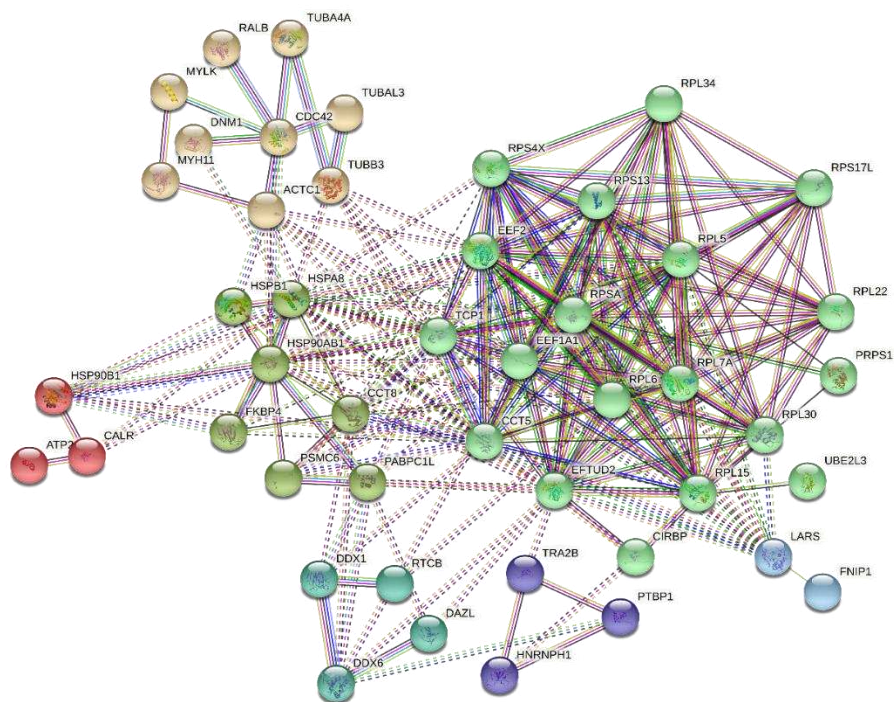 RALB
TUBA4A
MYLK
DNM1
CDC42
TUBAL3
MYH11
TUBB3
ACTC1
RPL34
RPS4X
RPS13
RPS17L
EEF2
RPL5
HSPB1
HSPA8
RPSA
RPL22
TCP1
HSP90AB1
EEF1A1
RPL7A
PRPS1
HSP90B1
RPL6
FKBP4
CCT8
RPL30
CALR
CCT5
ATP2
PSMC6
PABPC1L
EFTUD2
RPL15
UBE2L3
DDX1
RTCB
TRA2B
CIRBP
LARS
FNIP1
DAZL
PTBP1
HNRNPH1
DDX6